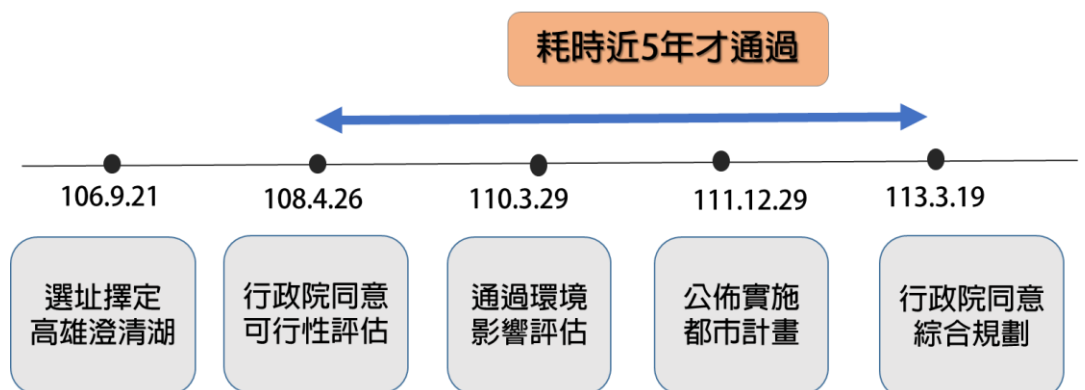 耗時近5年才通過
106.9.21
108.4.26
110.3.29
111.12.29
113.3.19
選址擇定
高雄澄清湖
行政院同意
可行性評估
通過環境
影響評估
公佈實施
都市計畫
行政院同意
綜合規劃